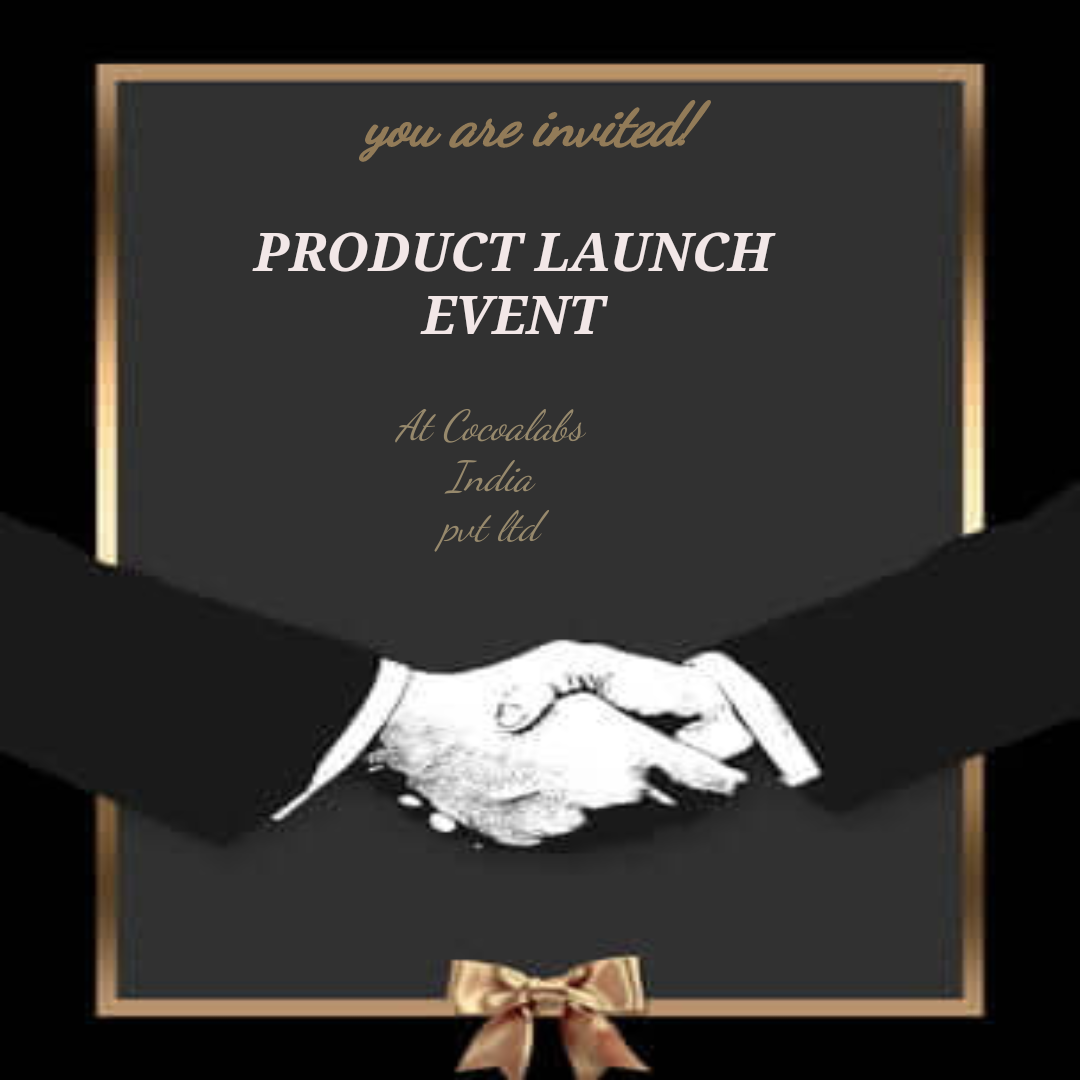 you are invited!
PRODUCT LAUNCH
EVENT
At Cocoalabs
India
pvt ltd